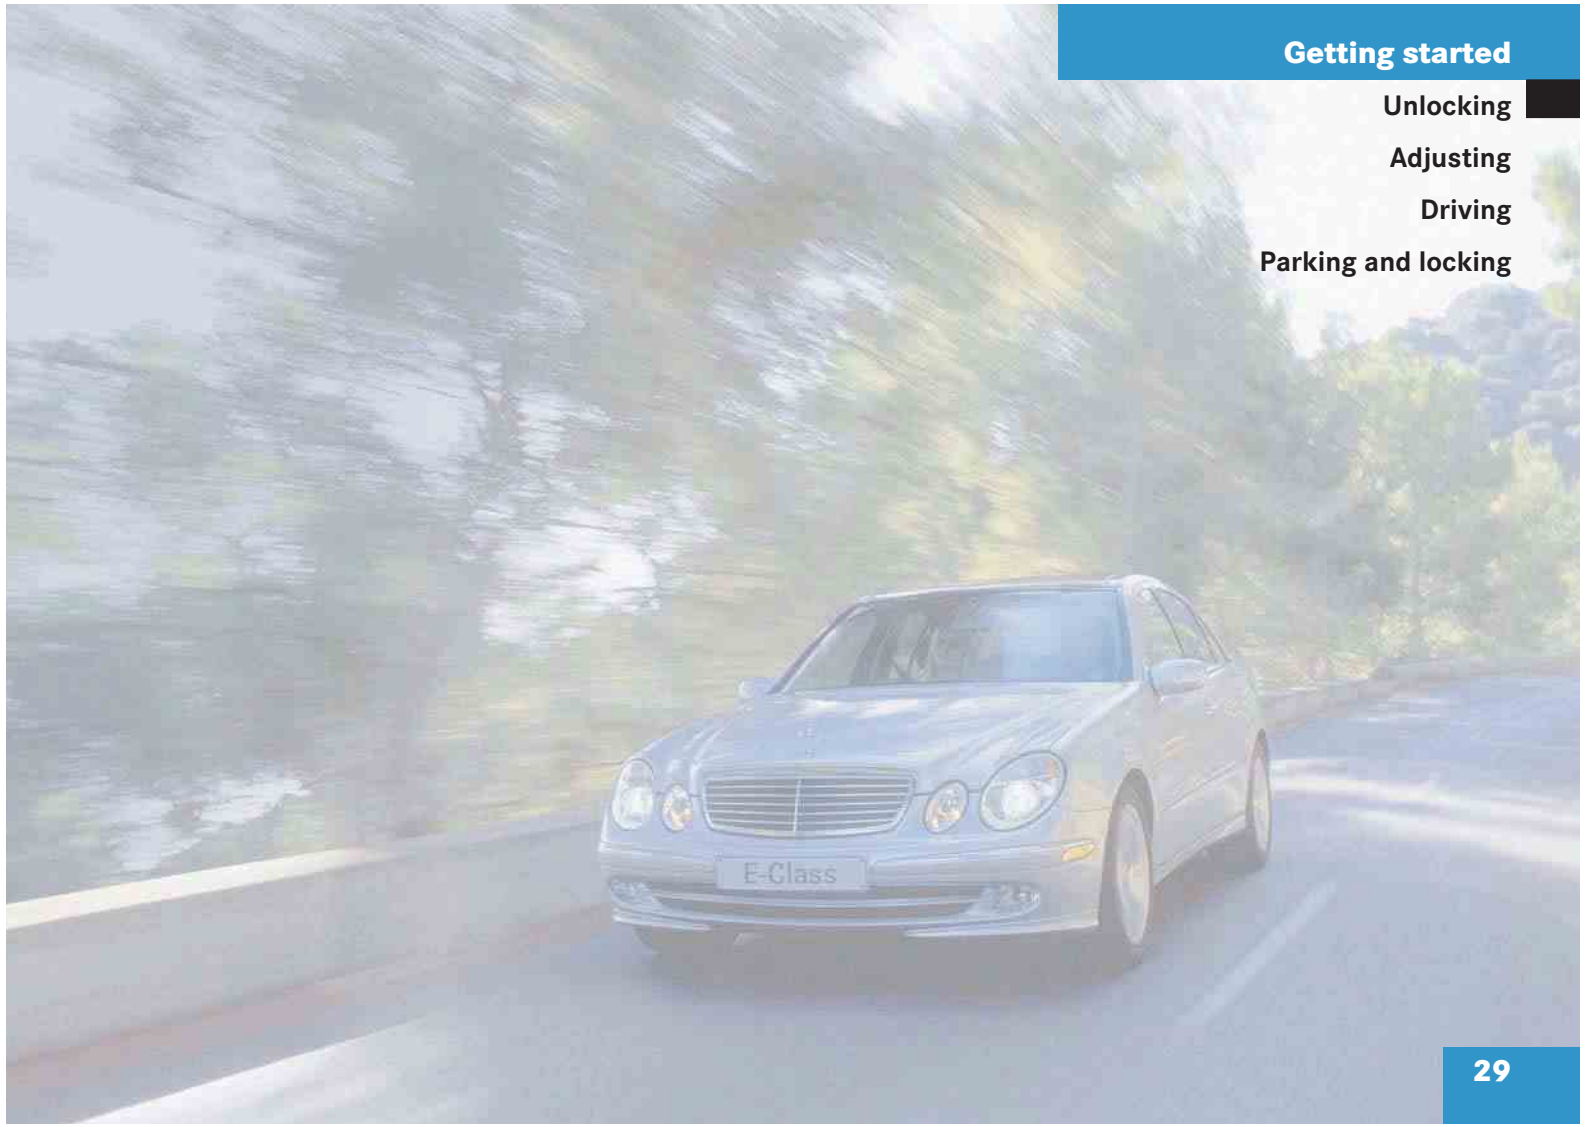 Getting started
Unlocking
Adjusting
Driving
Parking and locking
E-Class
29